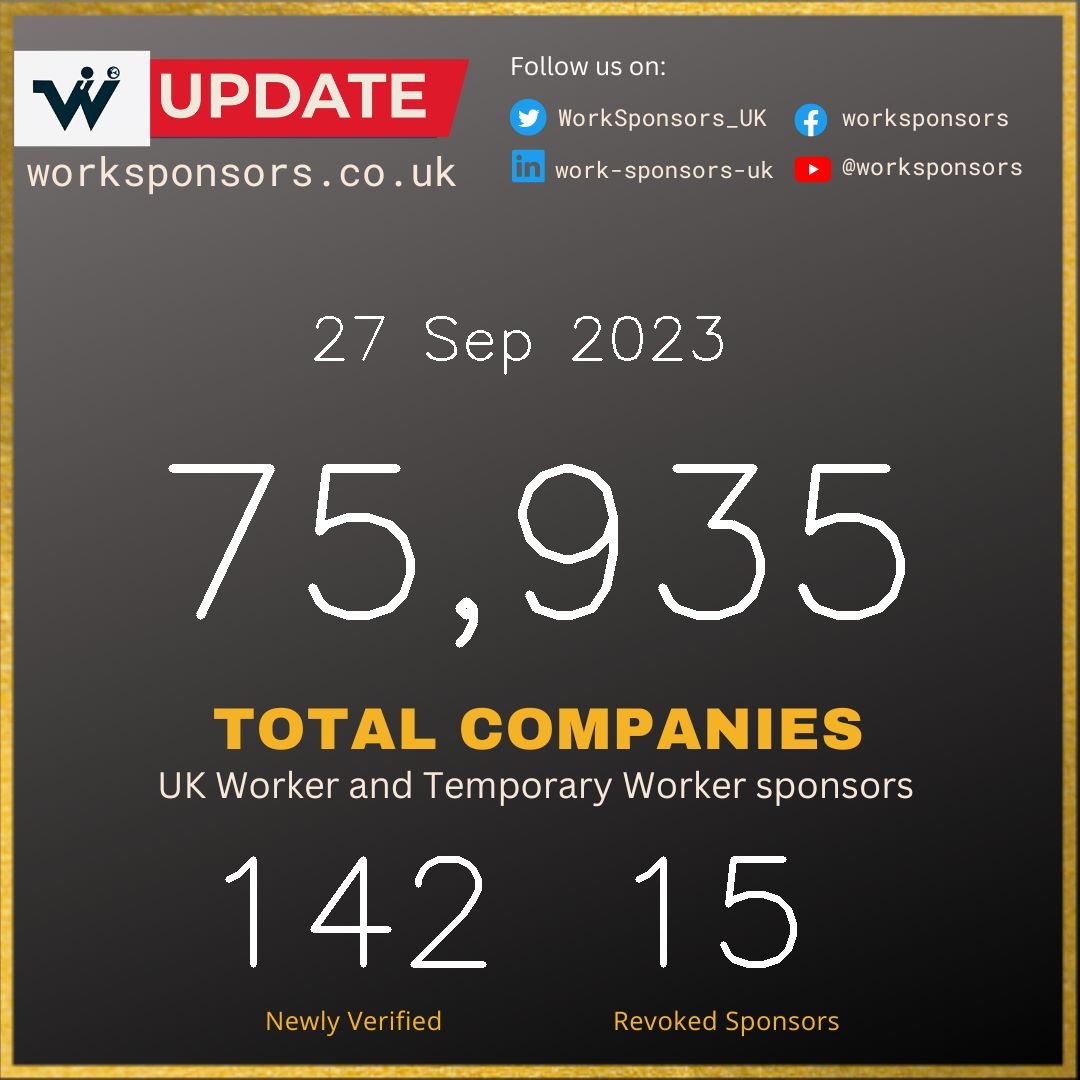 UPDATE
worksponsors.co.uk
Follow us on:
WorkSponsors_UK
worksponsors
work-sponsors-uk
@worksponsors
27 Sep 2023
75,935
TOTAL COMPANIES
UK Worker and Temporary Worker sponsors
142 15
Newly Verified Revoked Sponsors